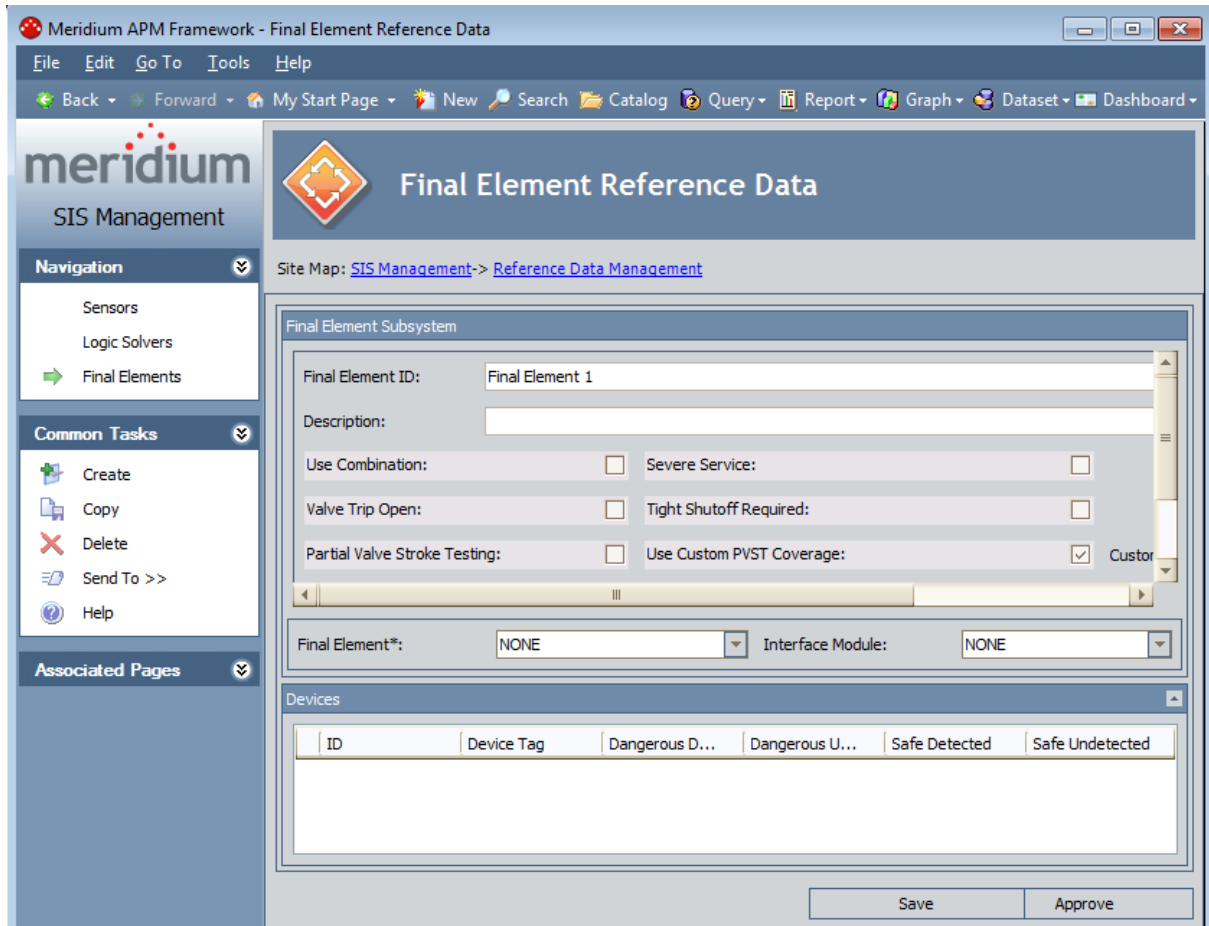 Meridium APM Framework - Final Element Reference Data
File Edit Go To Tools Help
Back Forward My Start Page New Search Catalog Query Report Graph Dataset Dashboard
meridium
SIS Management
Final Element Reference Data
Navigation
Sensors
Logic Solvers
Final Elements
Common Tasks
Create
Copy
Delete
Send To >>
Help
Associated Pages
Site Map: SIS Management-> Reference Data Management
Final Element Subsystem
Final Element ID: Final Element 1
Description:
Use Combination: Severe Service:
Valve Trip Open: Tight Shutoff Required:
Partial Valve Stroke Testing: Use Custom PVST Coverage: Custor
Final Element*: NONE Interface Module: NONE
Devices
ID Device Tag Dangerous D... Dangerous U... Safe Detected Safe Undetected
Save Approve